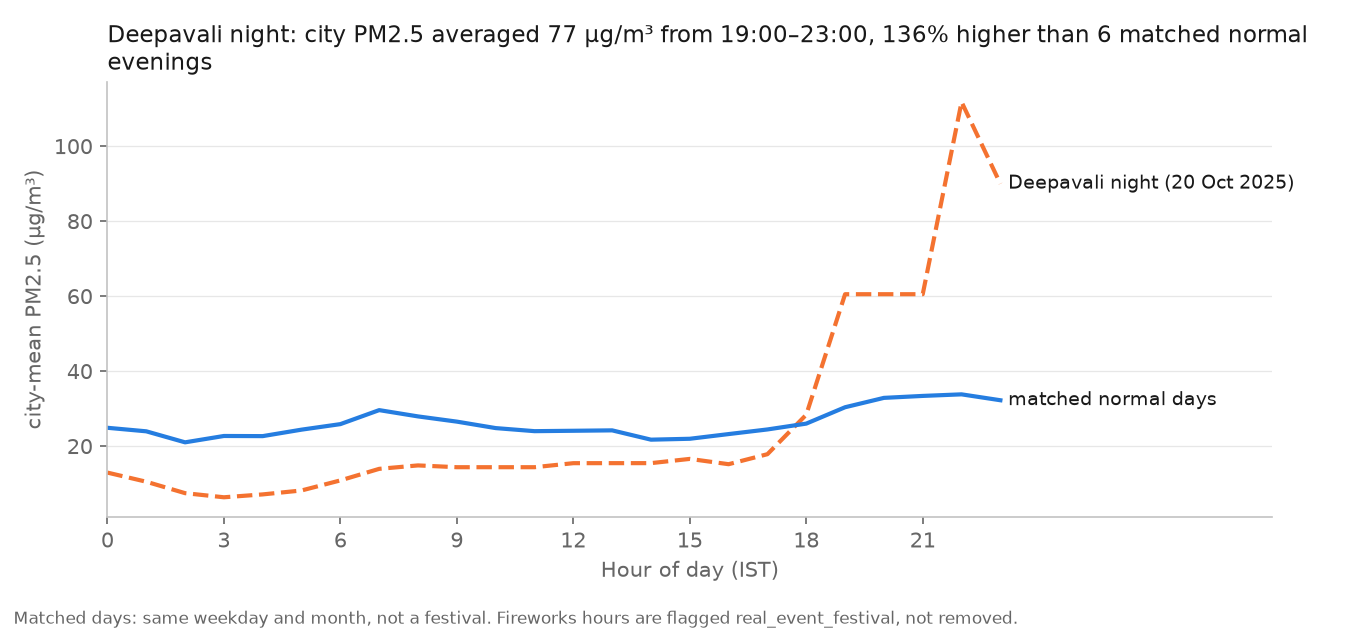 Deepavali night: city PM2.5 averaged 77 µg/m³ from 19:00–23:00, 136% higher than 6 matched normal
evenings
100
80
60
40
20
city-mean PM2.5 (µg/m³)
Deepavali night (20 Oct 2025)
matched normal days
0 3 6 9 12 15 18 21
Hour of day (IST)
Matched days: same weekday and month, not a festival. Fireworks hours are flagged real_event_festival, not removed.